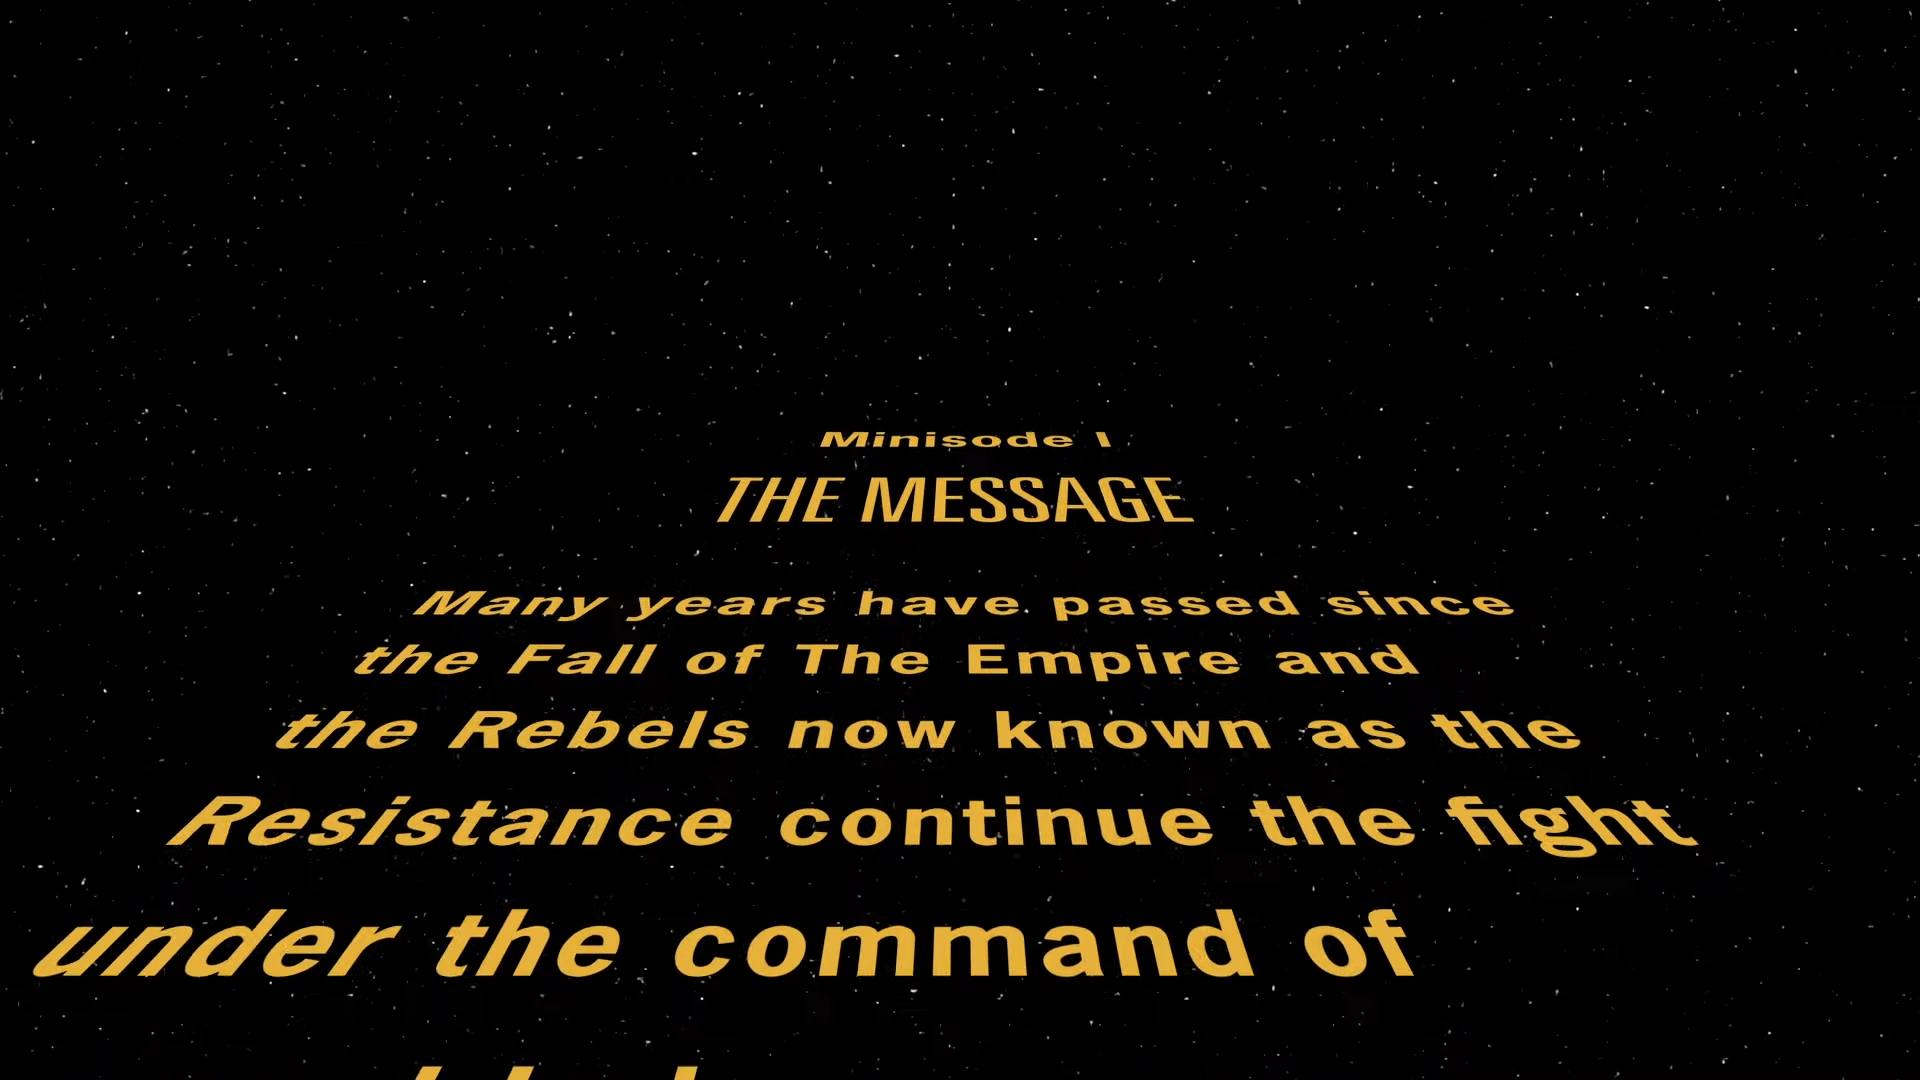 Minisode I
THE MESSAGE
Many years have passed since
the Fall of The Empire and
the Rebels now known as the
Resistance continue the fight
under the command of